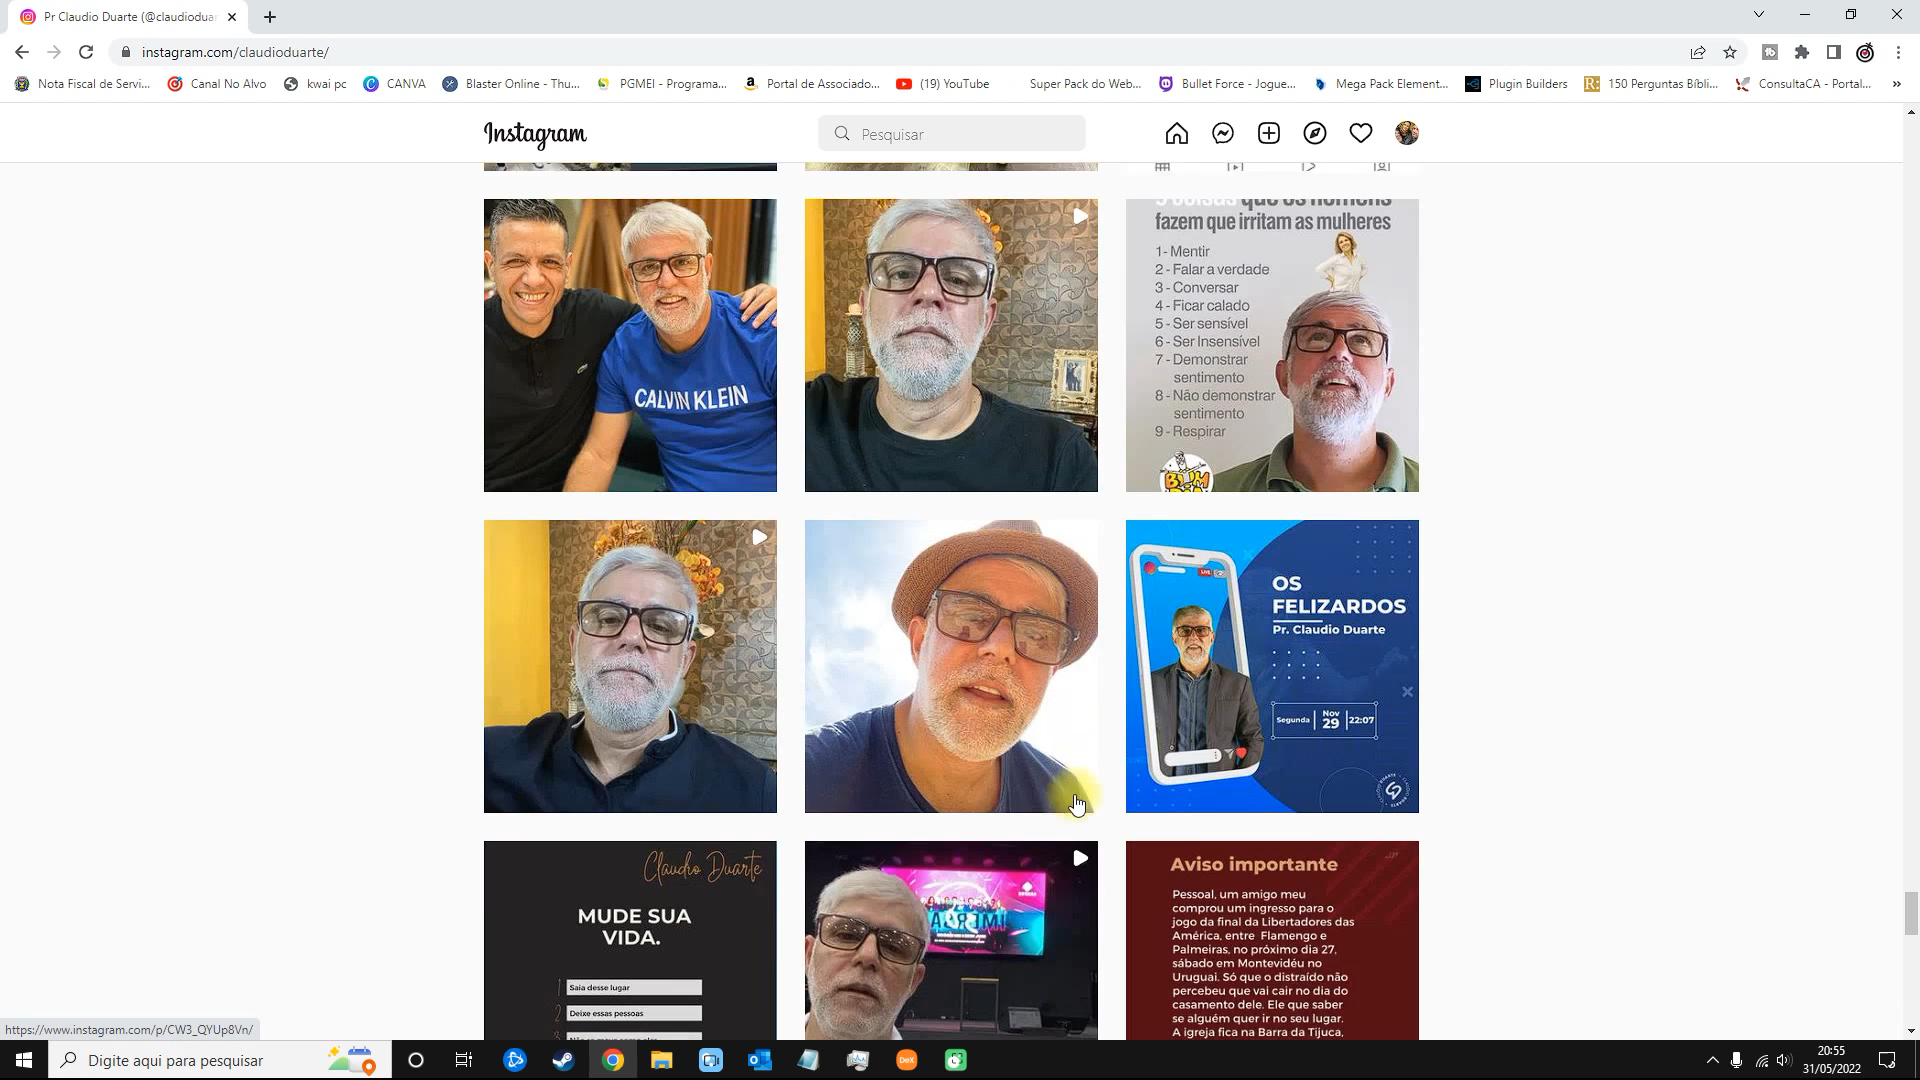 Pr Claudio Duarte (@claudiodua
instagram.com/claudioduarte/
Nota Fiscal de Servi...
Canal No Alvo
kwai pc
CANVA
Blaster Online - Thu...
PGMEI - Programa...
Portal de Associado...
(19) YouTube
Super Pack do Web...
Bullet Force - Jogue...
Mega Pack Element...
Plugin Builders
150 Perguntas Bíbli...
ConsultaCA - Portal...
»
Instagram
Pesquisar
CALVIN KLEIN
que os homens
fazem que irritam as mulheres
1- Mentir
2 - Falar a verdade
3 - Conversar
4 - Ficar calado
5 - Ser sensível
6 - Ser Insensível
7 - Demonstrar
sentimento
8 - Não demonstrar
sentimento
9 - Respirar
LIVE
OS
FELIZARDOS
Pr. Claudio Duarte
Segunda
Nov
29
22:07
Claudio Duarte
MUDE SUA
VIDA.
1 Saia desse lugar
2 Deixe essas pessoas
Aviso importante
Pessoal, um amigo meu
comprou um ingresso para o
jogo da final da Libertadores das
América, entre Flamengo e
Palmeiras, no próximo dia 27,
sábado em Montevidéu no
Uruguai. Só que o distraído não
percebeu que vai cair no dia do
casamento dele. Ele que saber
se alguém quer ir no seu lugar.
A igreja fica na Barra da Tijuca,
https://www.instagram.com/p/CW3_QYUp8Vn/
Digite aqui para pesquisar
DeX
20:55
31/05/2022